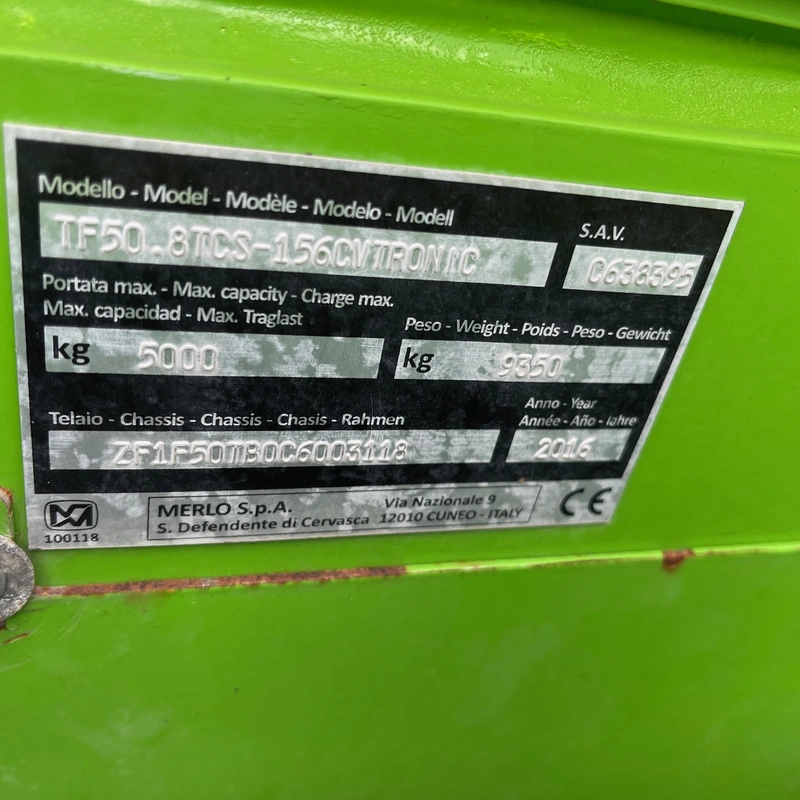 Modello - Model - Modèle - Modelo - Modell
TF50.8TCS-156CVTRONIC
S.A.V.
C638395
Portata max. - Max. capacity - Charge max.
Max. capacidad - Max. Traglast
kg 5000
Peso - Weight - Poids - Peso - Gewicht
kg 9350
Telaio - Chassis - Chassis - Chasis - Rahmen
ZF1F50TB0C6003118
Anno - Year
Année - Año - Iahre
2016
100118
MERLO S.p.A.
S. Defendente di Cervasca
Via Nazionale 9
12010 CUNEO - ITALY
CE